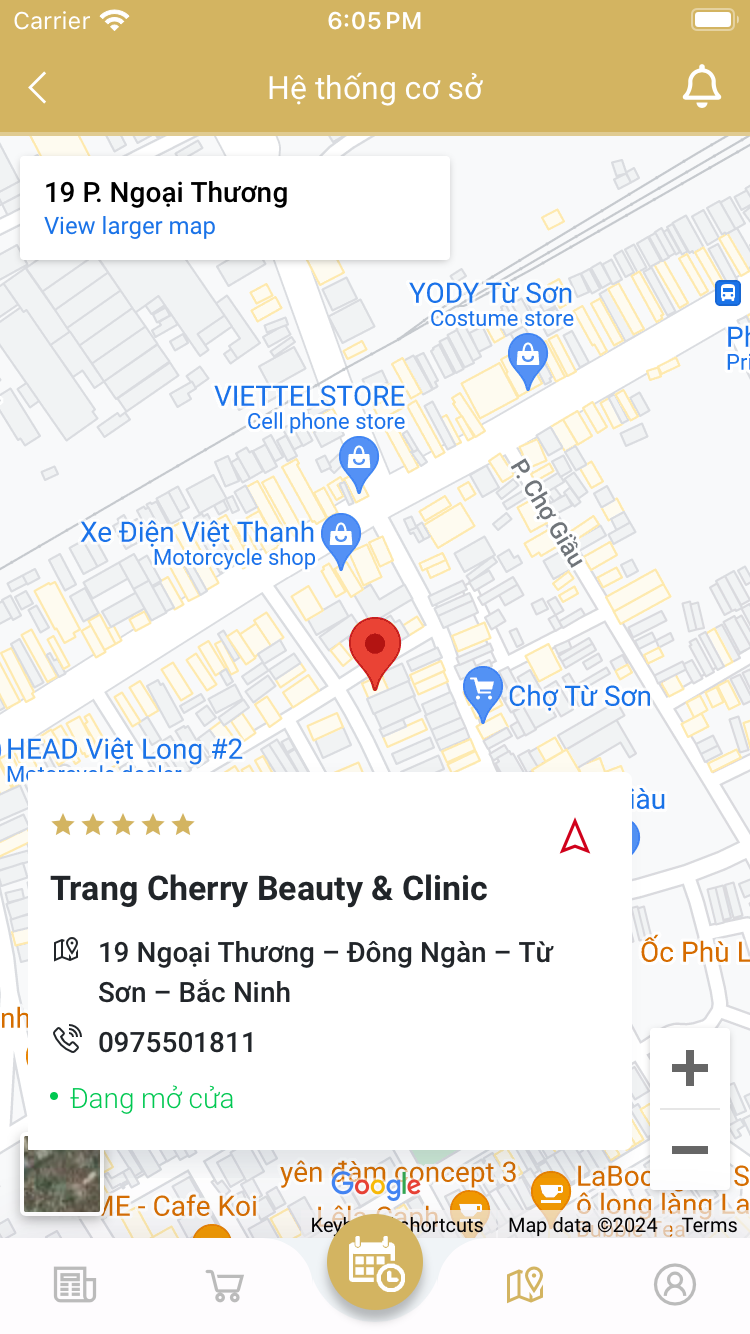 Carrier
6:05 PM
Hệ thống cơ sở
19 P. Ngoại Thương
View larger map
YODY Từ Sơn
Costume store
Ph
Pri
VIETTELSTORE
Cell phone store
P. Chợ Giầu
Xe Điện Việt Thanh
Motorcycle shop
Chợ Từ Sơn
HEAD Việt Long #2
Motorcycle dealer
iàu
Trang Cherry Beauty & Clinic
19 Ngoại Thương – Đông Ngàn – Từ
Sơn – Bắc Ninh
Ốc Phù L
nh
0975501811
Đang mở cửa
yên đàm concept 3
Google
ME - Cafe Koi
LaBoo
S
ô long làng La
Keyb
shortcuts
Map data ©2024
Terms
Bubble Tea